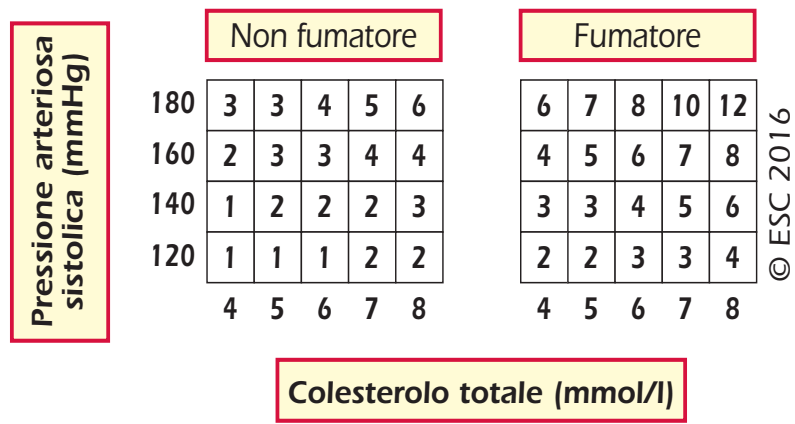 Pressione arteriosa
sistolica (mmHg)
Non fumatore
Fumatore
180 3 3 4 5 6 6 7 8 10 12
160 2 3 3 4 4 4 5 6 7 8
140 1 2 2 2 3 3 3 4 5 6
120 1 1 1 2 2 2 2 3 3 4
4 5 6 7 8 4 5 6 7 8
Colesterolo totale (mmol/l)
© ESC 2016